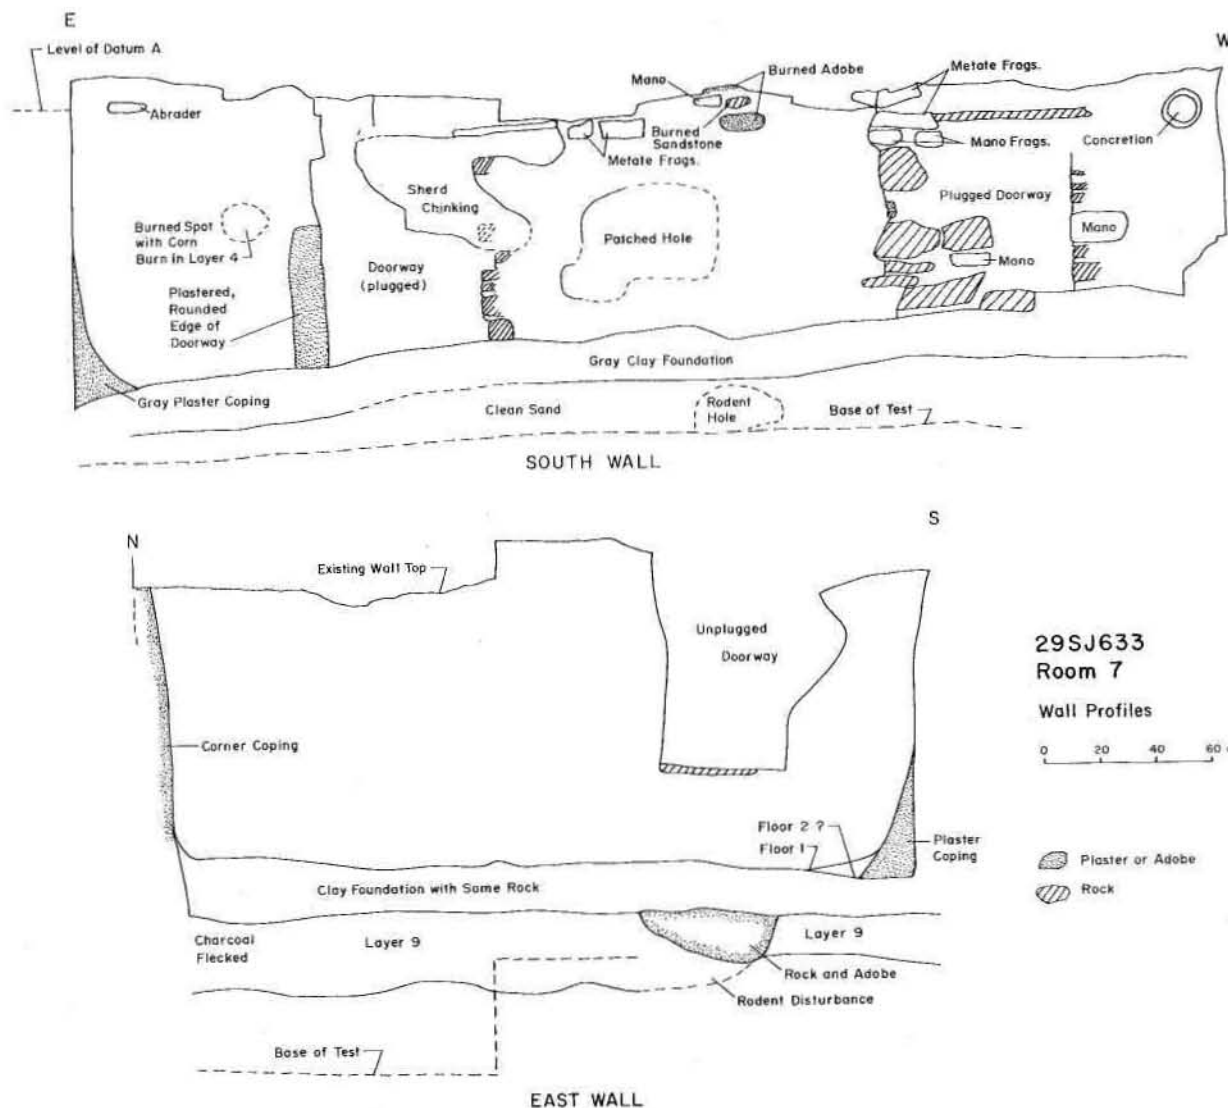 E
W
Level of Datum A
Abrader
Mano
Burned Adobe
Metate Frags.
Burned
Sandstone
Metate Frags.
Mano Frags.
Concretion
Sherd
Chinking
Plugged Doorway
Burned Spot
with Corn
Burn in Layer 4
Patched Hole
Mano
Mano
Doorway
(plugged)
Plastered,
Rounded
Edge of
Doorway
Gray Clay Foundation
Gray Plaster Coping
Clean Sand
Rodent
Hole
Base of Test
SOUTH WALL
N
S
Existing Wall Top
Unplugged
Doorway
29SJ633
Room 7
Wall Profiles
0 20 40 60
Corner Coping
Floor 2 ?
Floor 1
Plaster
Coping
Plaster or Adobe
Rock
Clay Foundation with Some Rock
Charcoal
Flecked
Layer 9
Layer 9
Rock and Adobe
Rodent Disturbance
Base of Test
EAST WALL